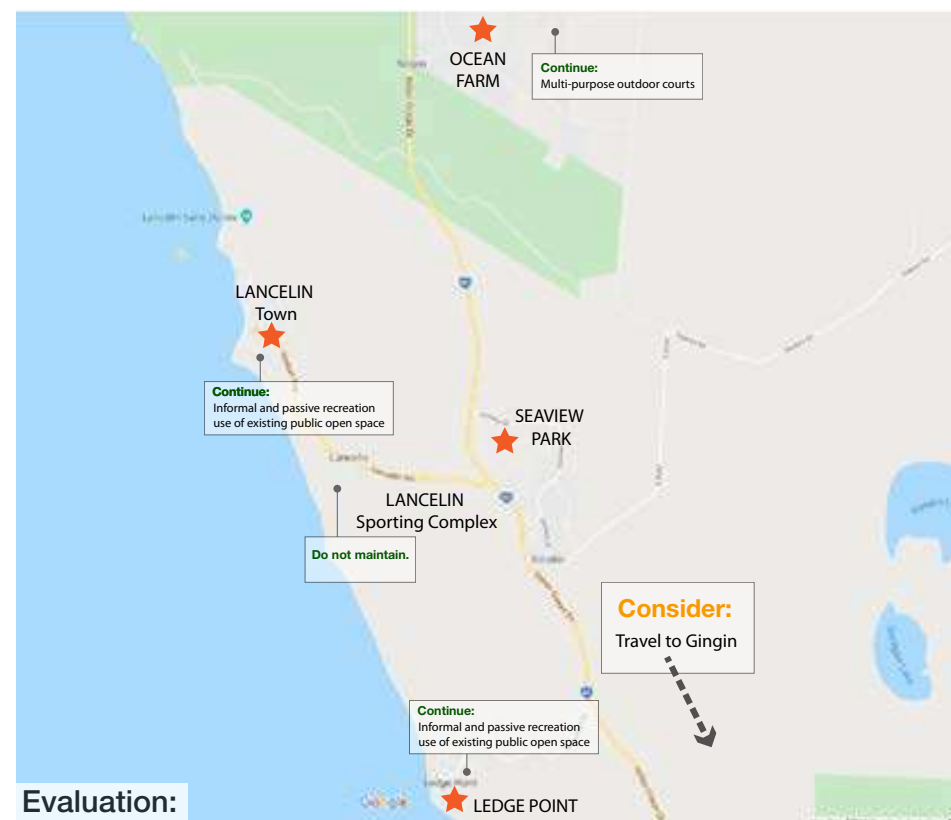 OCEAN
FARM
Continue:
Multi-purpose outdoor courts
LANCELIN
Town
Continue:
Informal and passive recreation
use of existing public open space
SEAVIEW
PARK
LANCELIN
Sporting Complex
Do not maintain.
Consider:
Travel to Gingin
Continue:
Informal and passive recreation
use of existing public open space
Ledge Point
Google
LEDGE POINT
Evaluation: